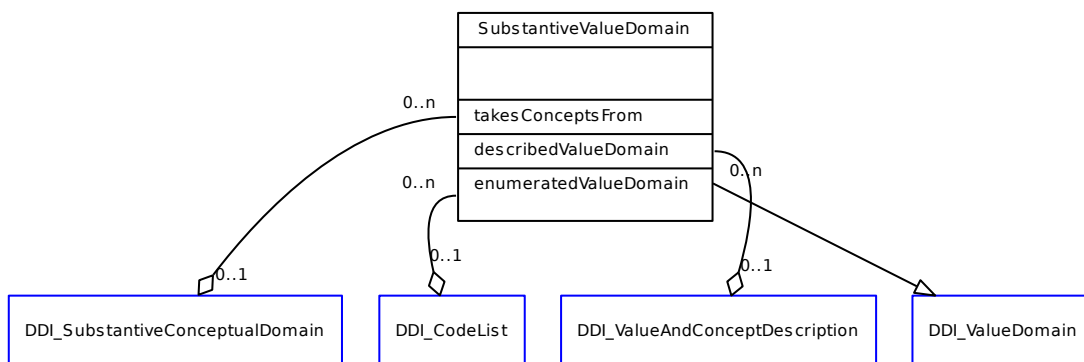 SubstantiveValueDomain
0..n
takesConceptsFrom
describedValueDomain
0..n
0..n
enumeratedValueDomain
0..1
0..1
0..1
DDI_SubstantiveConceptualDomain
DDI_CodeList
DDI_ValueAndConceptDescription
DDI_ValueDomain